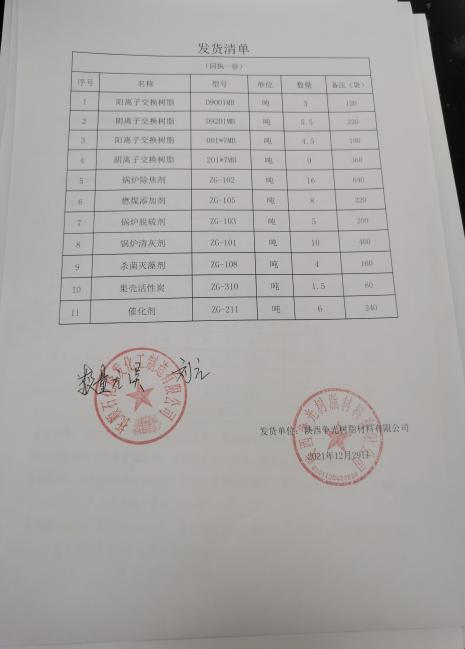 发货清单
（回执一份）
序号 名称 型号 单位 数量 备注（袋）
1 阳离子交换树脂 D9001MB 吨 3 120
2 阴离子交换树脂 D9201MB 吨 5.5 220
3 阳离子交换树脂 001*7MB 吨 4.5 180
4 阴离子交换树脂 201*7MB 吨 9 360
5 锅炉除焦剂 ZG-102 吨 16 640
6 燃煤添加剂 ZG-105 吨 8 320
7 锅炉脱硫剂 ZG-103 吨 5 200
8 锅炉清灰剂 ZG-101 吨 10 400
9 杀菌灭藻剂 ZG-108 吨 4 160
10 果壳活性炭 ZG-310 吨 1.5 60
11 催化剂 ZG-211 吨 6 240
数量无误
发货单位：陕西争光树脂材料有限公司
2021年12月29日